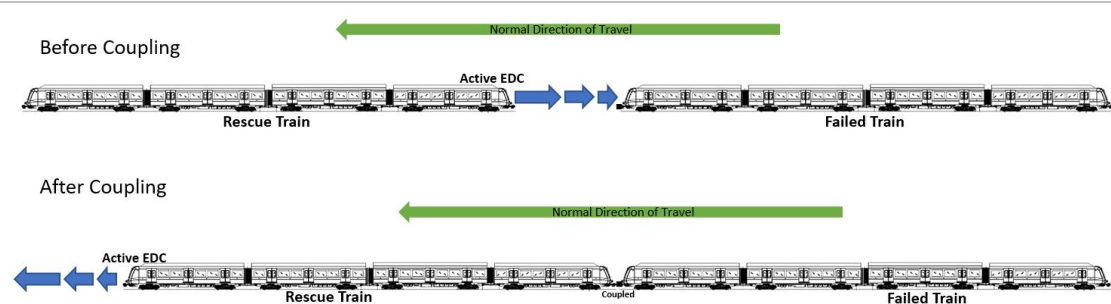 Normal Direction of Travel
Before Coupling
Active EDC
Rescue Train
Failed Train
After Coupling
Normal Direction of Travel
Active EDC
Rescue Train
Coupled
Failed Train